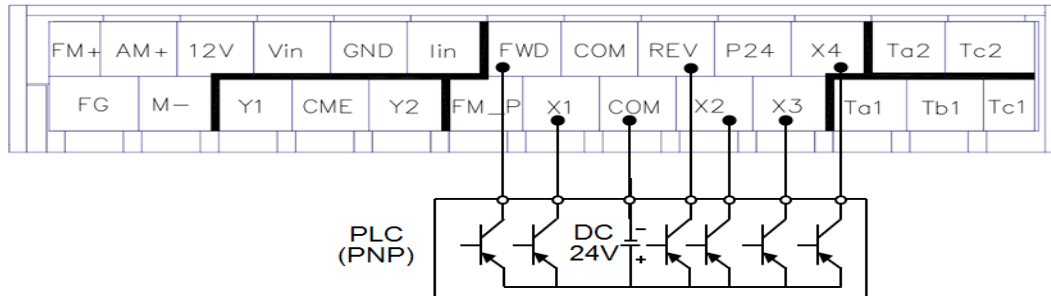 FM+ AM+ 12V Vin GND Iin FWD COM REV P24 X4 Ta2 Tc2
FG M- Y1 CME Y2 FM_P X1 COM X2 X3 Ta1 Tb1 Tc1
PLC
(PNP)
DC
24V
-
+